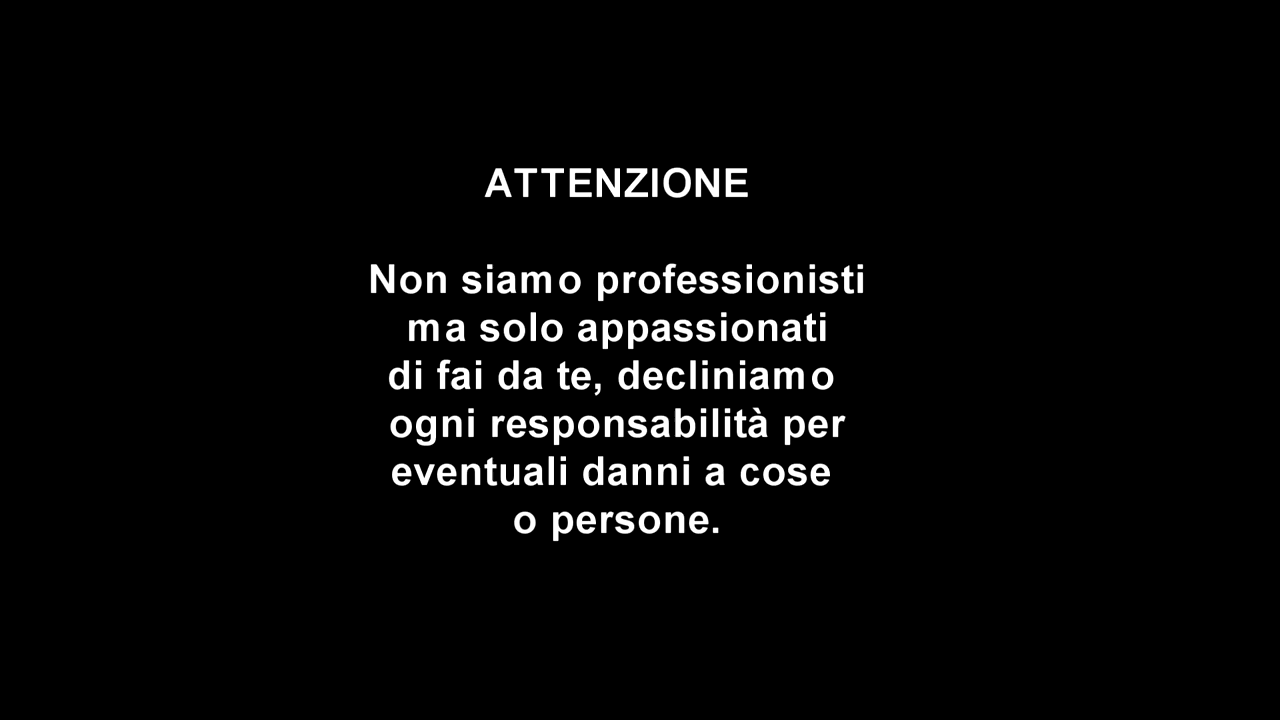 ATTENZIONE
Non siamo professionisti
ma solo appassionati
di fai da te, decliniamo
ogni responsabilità per
eventuali danni a cose
o persone.